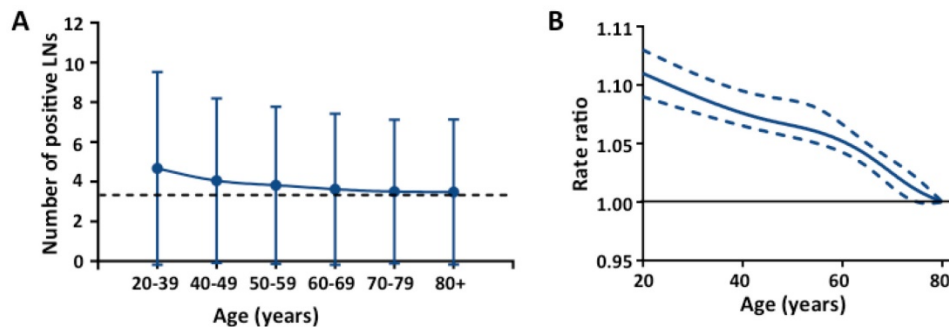 A
Number of positive LNs
12
10
8
6
4
2
0
20-39 40-49 50-59 60-69 70-79 80+
Age (years)
B
Rate ratio
1.11
1.10
1.05
1.00
0.95
20 40 60 80
Age (years)